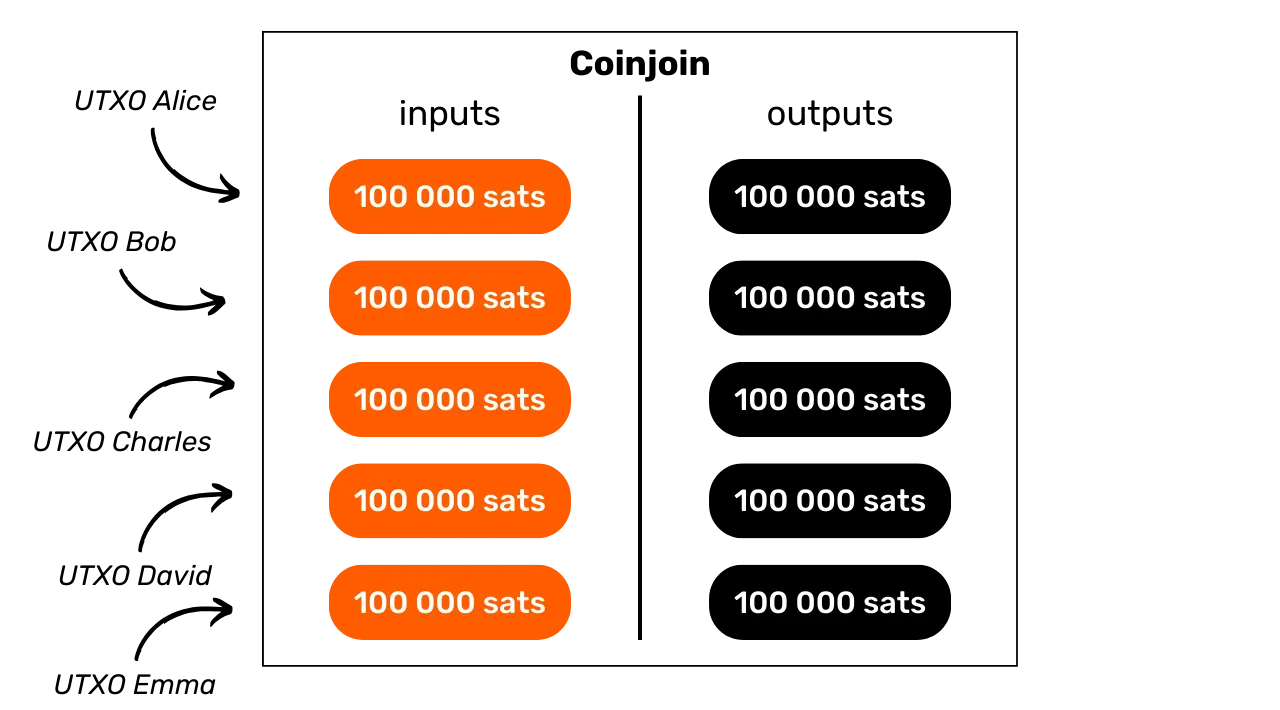 Coinjoin
inputs
outputs
UTXO Alice
100 000 sats
100 000 sats
UTXO Bob
100 000 sats
100 000 sats
UTXO Charles
100 000 sats
100 000 sats
UTXO David
100 000 sats
100 000 sats
UTXO Emma
100 000 sats
100 000 sats